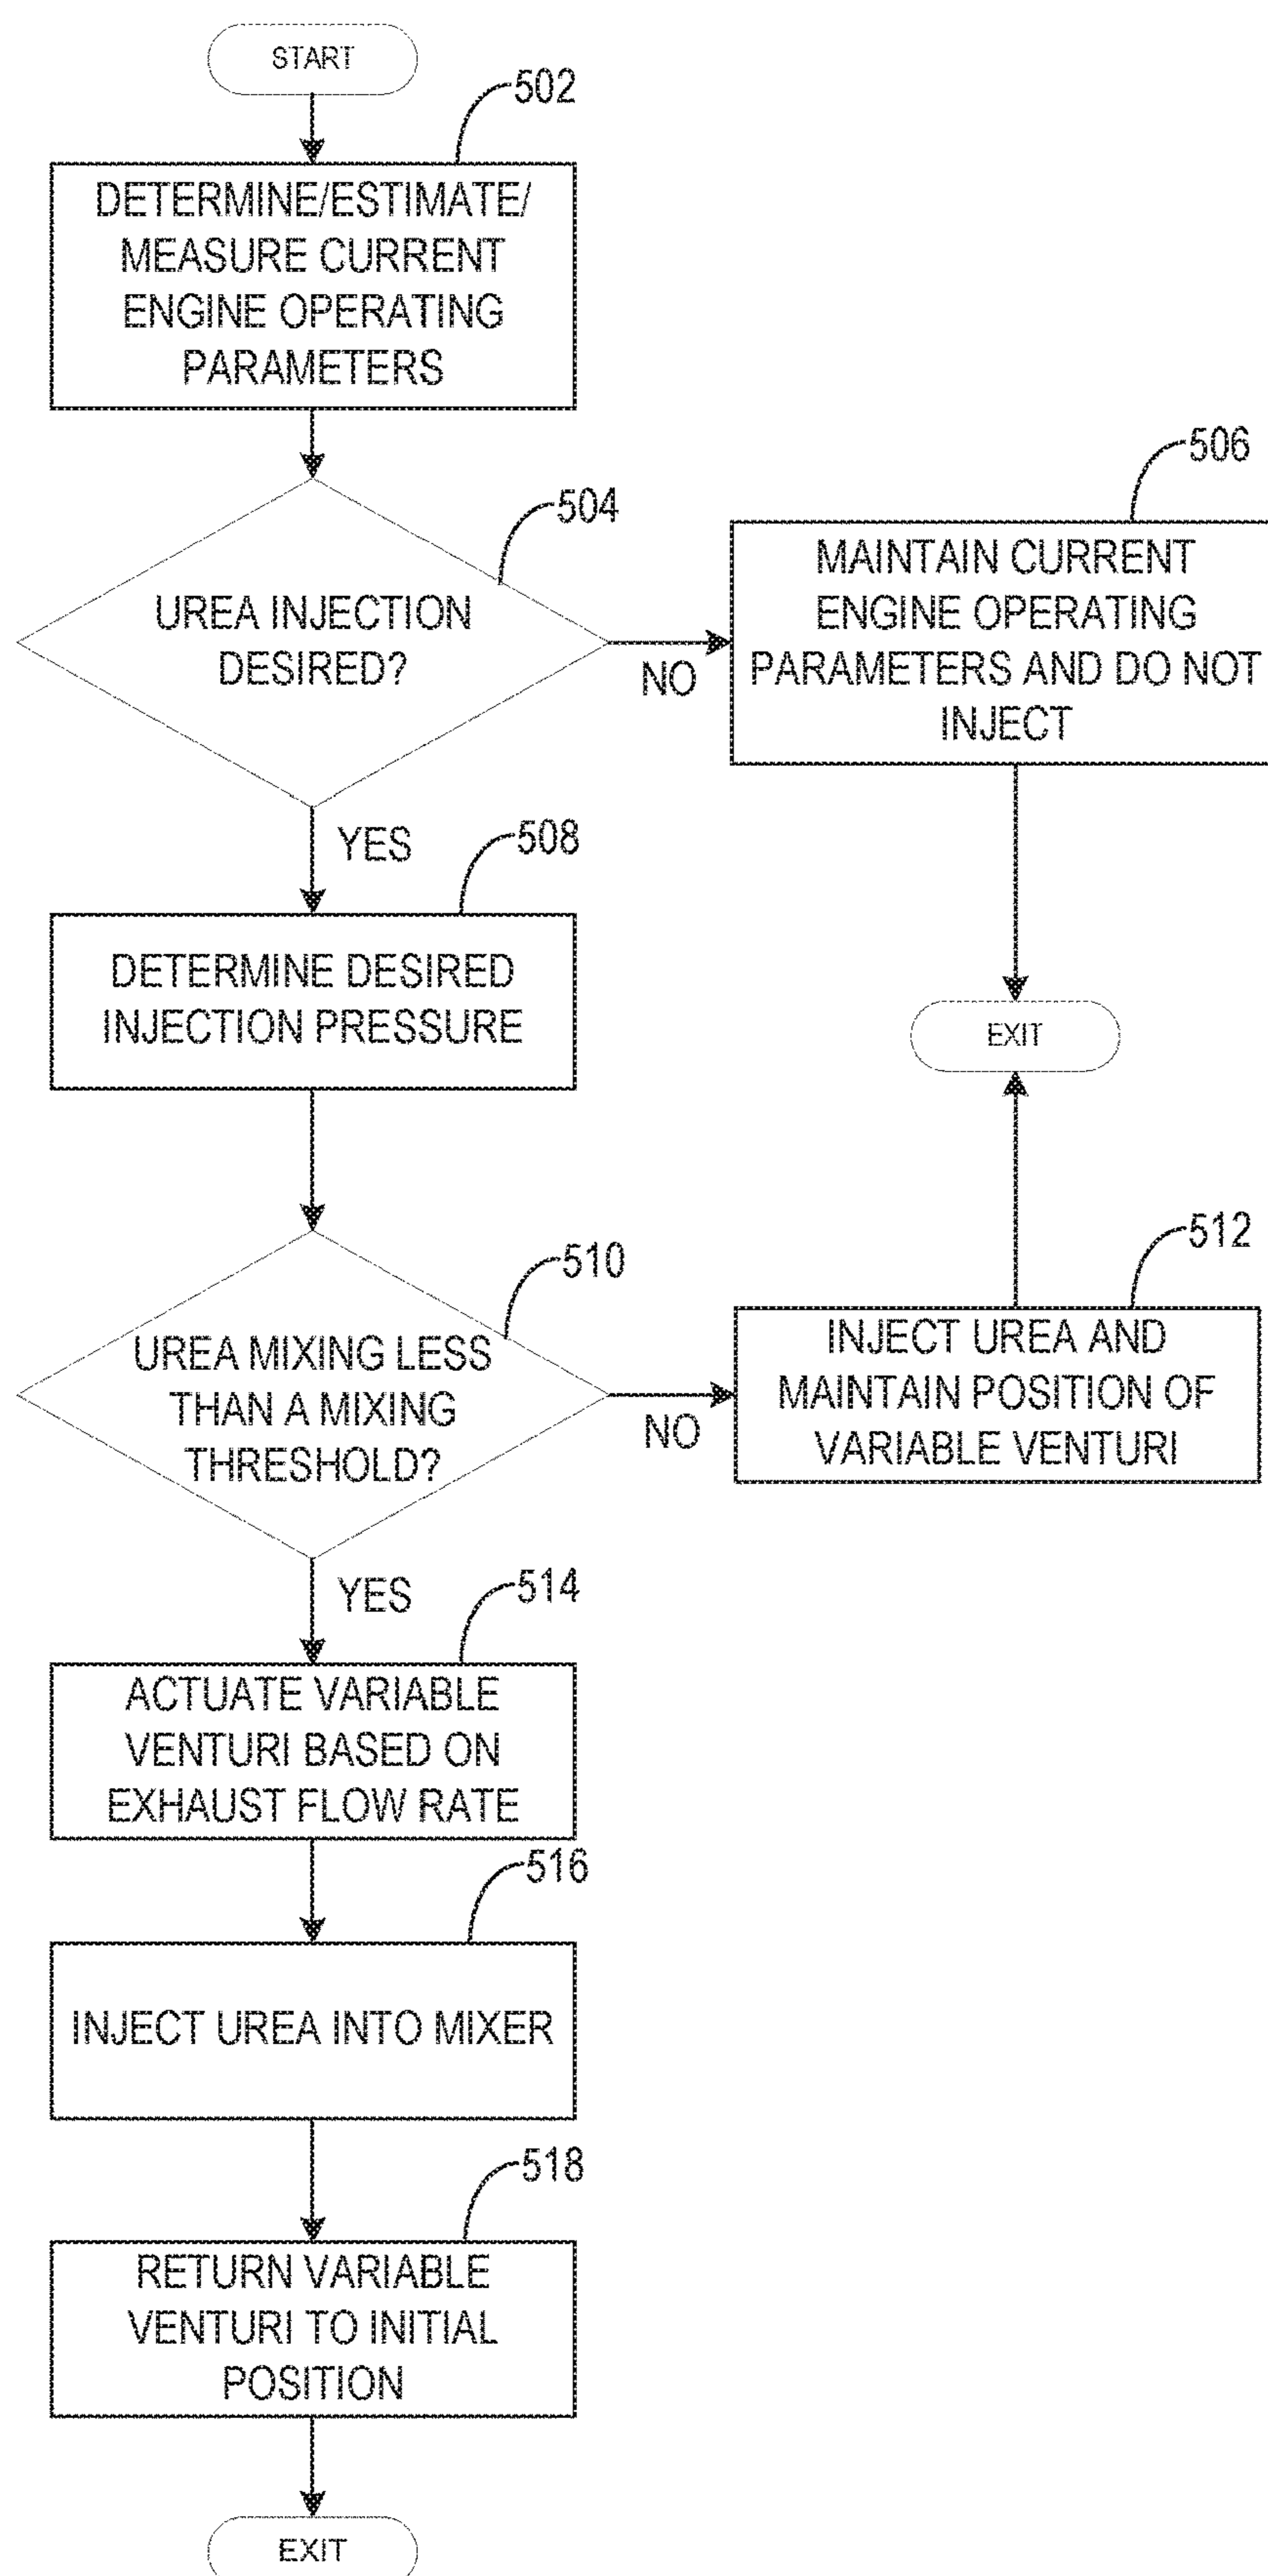 START
502
DETERMINE/ESTIMATE/
MEASURE CURRENT
ENGINE OPERATING
PARAMETERS
504
UREA INJECTION
DESIRED?
NO
506
MAINTAIN CURRENT
ENGINE OPERATING
PARAMETERS AND DO NOT
INJECT
YES
508
DETERMINE DESIRED
INJECTION PRESSURE
EXIT
510
UREA MIXING LESS
THAN A MIXING
THRESHOLD?
NO
512
INJECT UREA AND
MAINTAIN POSITION OF
VARIABLE VENTURI
YES
514
ACTUATE VARIABLE
VENTURI BASED ON
EXHAUST FLOW RATE
516
INJECT UREA INTO MIXER
518
RETURN VARIABLE
VENTURI TO INITIAL
POSITION
EXIT